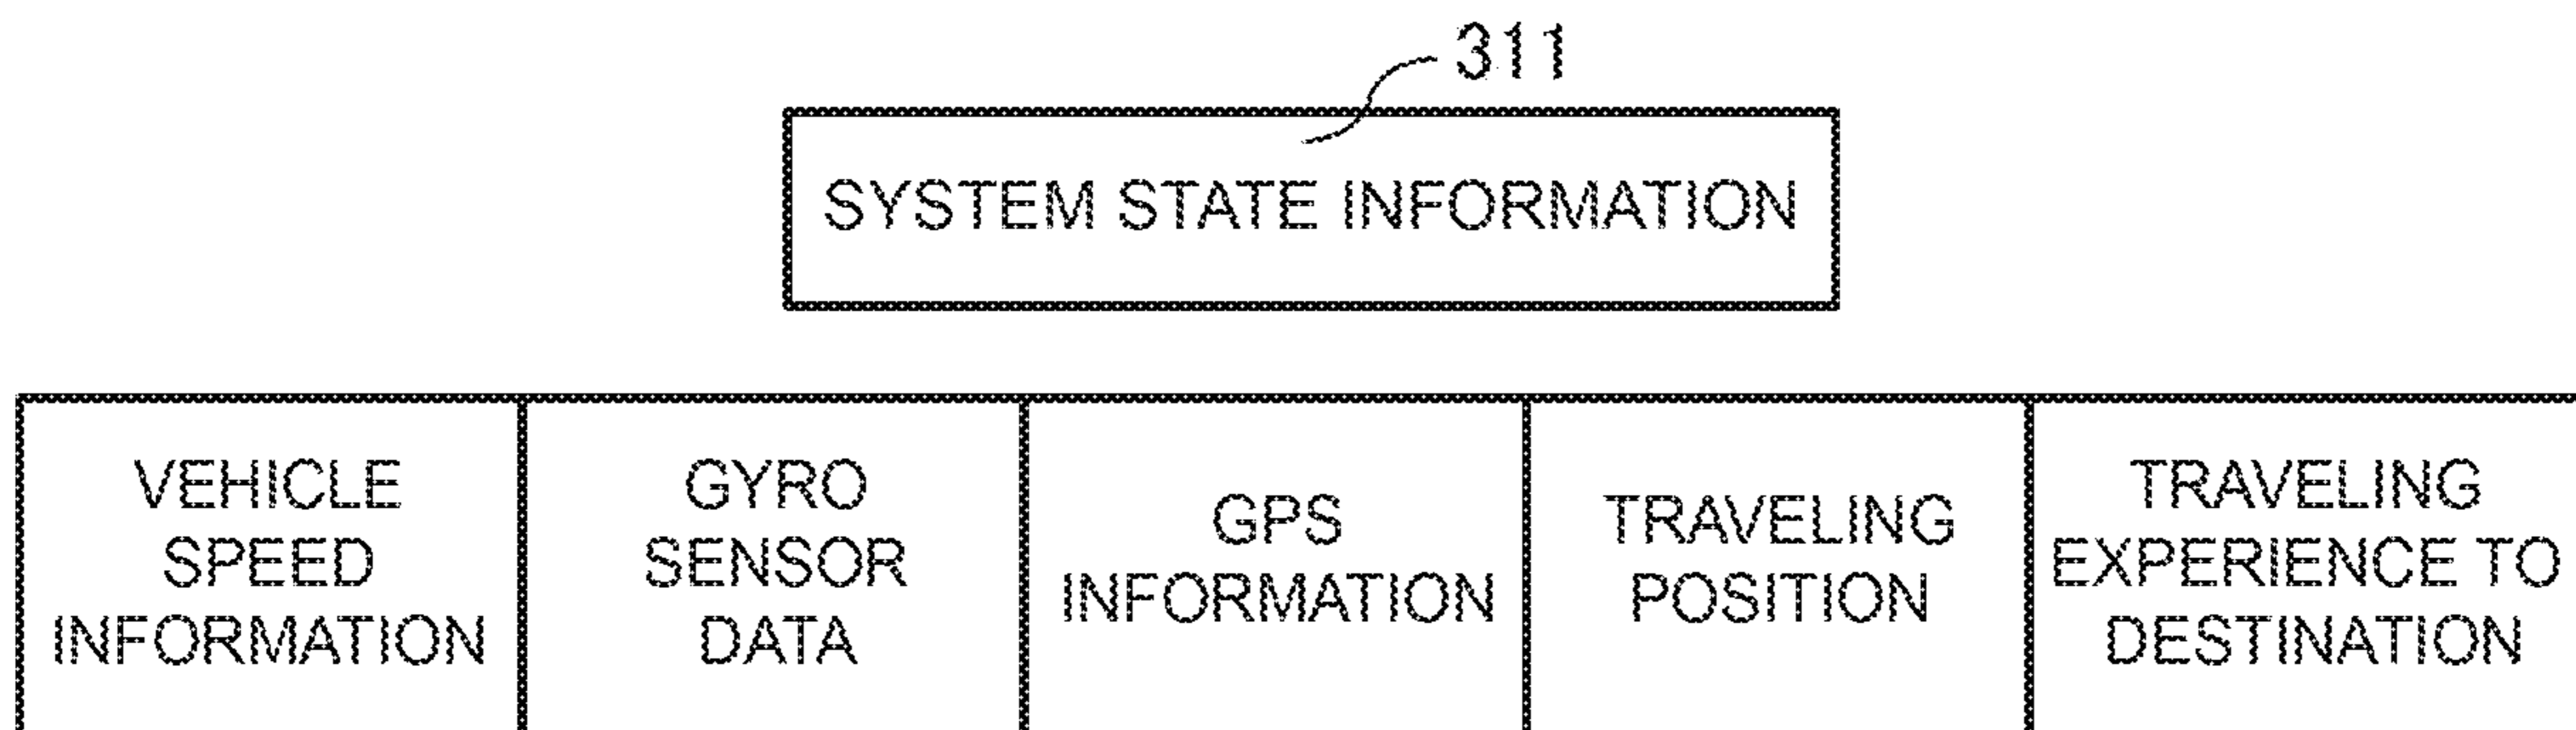 311
SYSTEM STATE INFORMATION
VEHICLE
SPEED
INFORMATION
GYRO
SENSOR
DATA
GPS
INFORMATION
TRAVELING
POSITION
TRAVELING
EXPERIENCE TO
DESTINATION